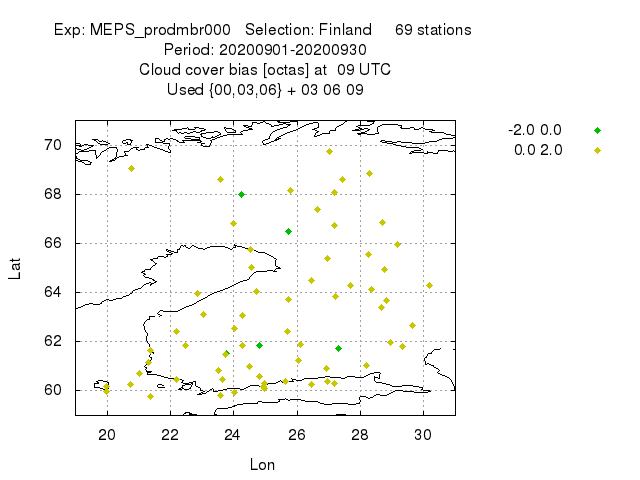 Exp: MEPS_prodmbr000 Selection: Finland 69 stations
Period: 20200901-20200930
Cloud cover bias [octas] at 09 UTC
Used {00,03,06} + 03 06 09
-2.0 0.0
0.0 2.0
70
68
66
64
62
60
Lat
20 22 24 26 28 30
Lon